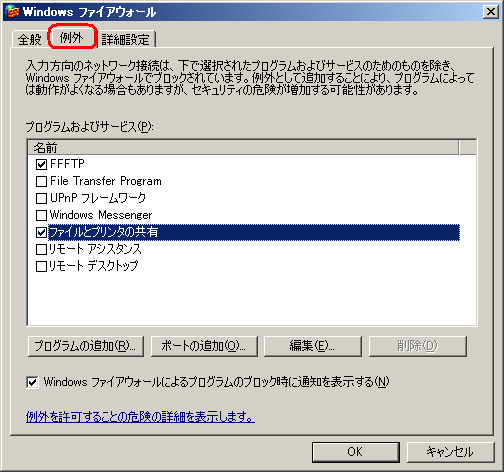 Windows ファイアウォール
全般 例外 詳細設定
入力方向のネットワーク接続は、下で選択されたプログラムおよびサービスのためのものを除き、
Windows ファイアウォールでブロックされています。例外として追加することにより、プログラムによって
は動作がよくなる場合もありますが、セキュリティの危険が増加する可能性があります。
プログラムおよびサービス(P):
名前
FFFTP
File Transfer Program
UPnP フレームワーク
Windows Messenger
ファイルとプリンタの共有
リモート アシスタンス
リモート デスクトップ
プログラムの追加(R)... ポートの追加(O)... 編集(E)... 削除(D)
Windows ファイアウォールによるプログラムのブロック時に通知を表示する(N)
例外を許可することの危険の詳細を表示します。
OK キャンセル